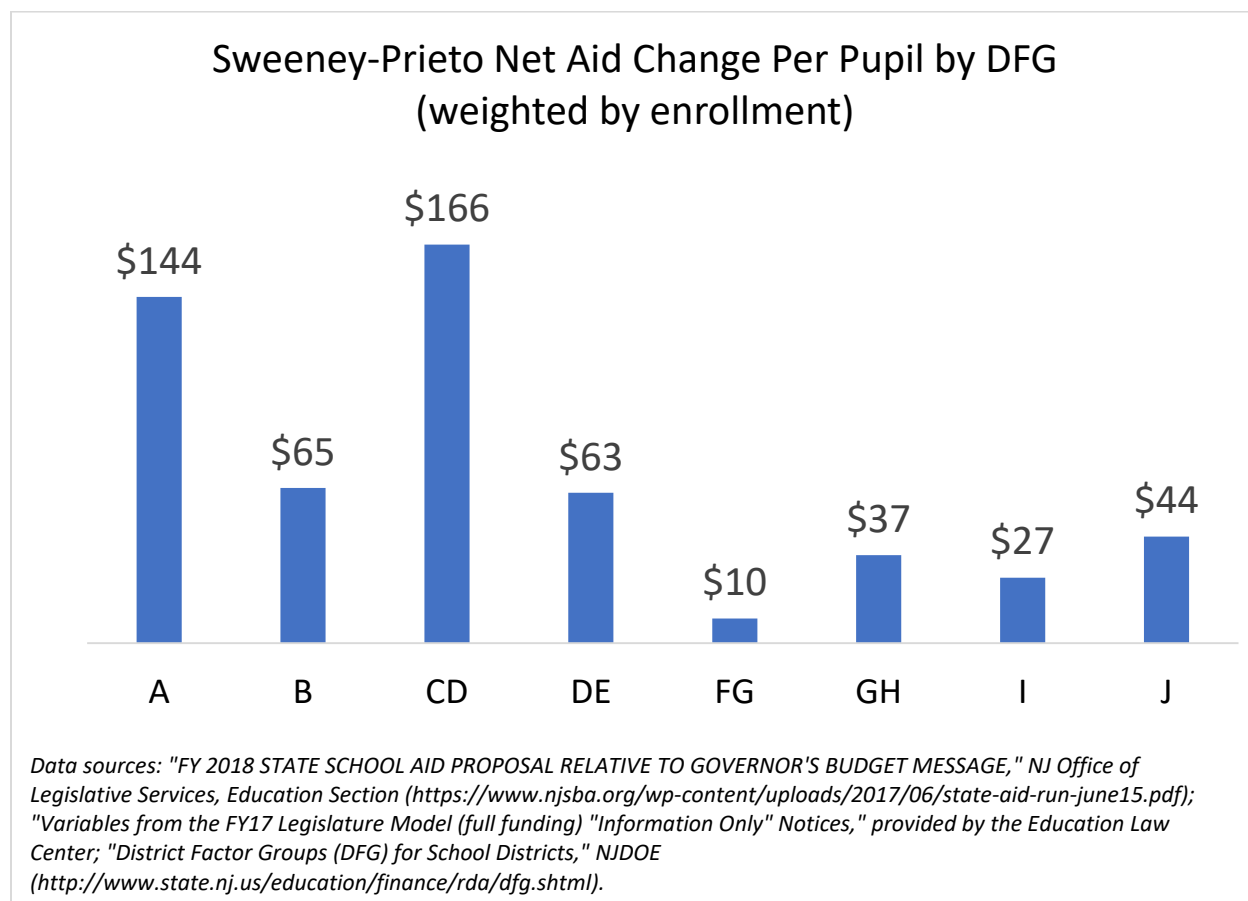 Sweeney-Prieto Net Aid Change Per Pupil by DFG
(weighted by enrollment)
$144
$65
$166
$63
$10
$37
$27
$44
A B CD DE FG GH I J
Data sources: "FY 2018 STATE SCHOOL AID PROPOSAL RELATIVE TO GOVERNOR'S BUDGET MESSAGE," NJ Office of
Legislative Services, Education Section (https://www.njsba.org/wp-content/uploads/2017/06/state-aid-run-june15.pdf);
"Variables from the FY17 Legislature Model (full funding) "Information Only" Notices," provided by the Education Law
Center; "District Factor Groups (DFG) for School Districts," NJDOE
(http://www.state.nj.us/education/finance/rda/dfg.shtml).